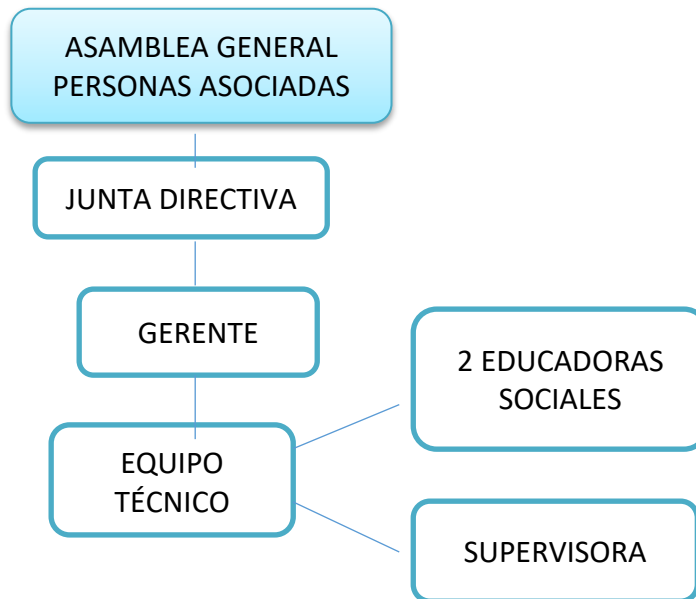 ASAMBLEA GENERAL
PERSONAS ASOCIADAS
JUNTA DIRECTIVA
GERENTE
2 EDUCADORAS
SOCIALES
EQUIPO
TÉCNICO
SUPERVISORA